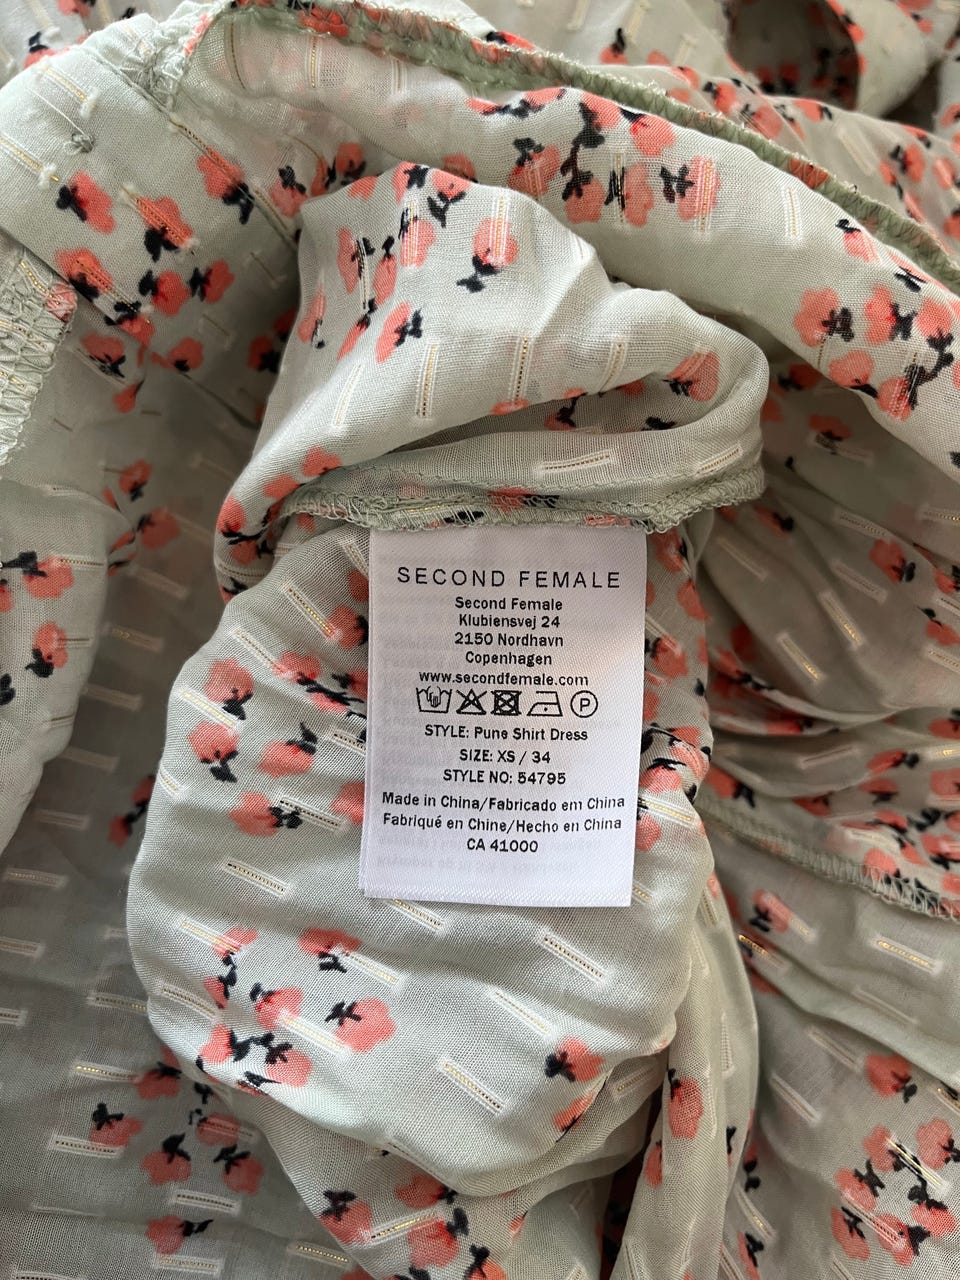 SECOND FEMALE
Second Female
Klubiensvej 24
2150 Nordhavn
Copenhagen
www.secondfemale.com
P
STYLE: Pune Shirt Dress
SIZE: XS / 34
STYLE NO: 54795
Made in China/Fabricado em China
Fabriqué en Chine/Hecho en China
CA 41000